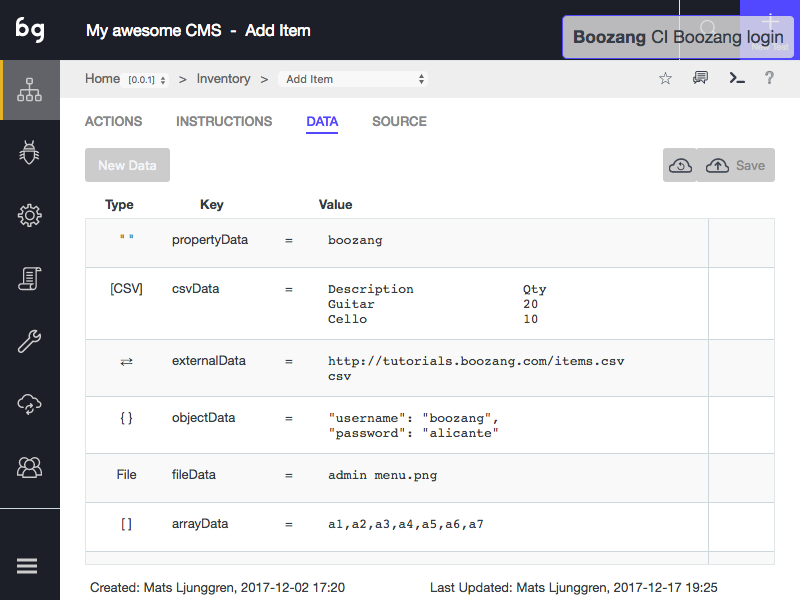 bg
My awesome CMS - Add Item
Boozang CI Boozang login
Home [0.0.1] > Inventory > Add Item
ACTIONS INSTRUCTIONS DATA SOURCE
New Data
Save
Type Key Value
" " propertyData = boozang
[CSV] csvData = Description Qty
Guitar 20
Cello 10
⇄ externalData = http://tutorials.boozang.com/items.csv
csv
{} objectData = "username": "boozang",
"password": "alicante"
File fileData = admin menu.png
[] arrayData = a1,a2,a3,a4,a5,a6,a7
Created: Mats Ljunggren, 2017-12-02 17:20 Last Updated: Mats Ljunggren, 2017-12-17 19:25